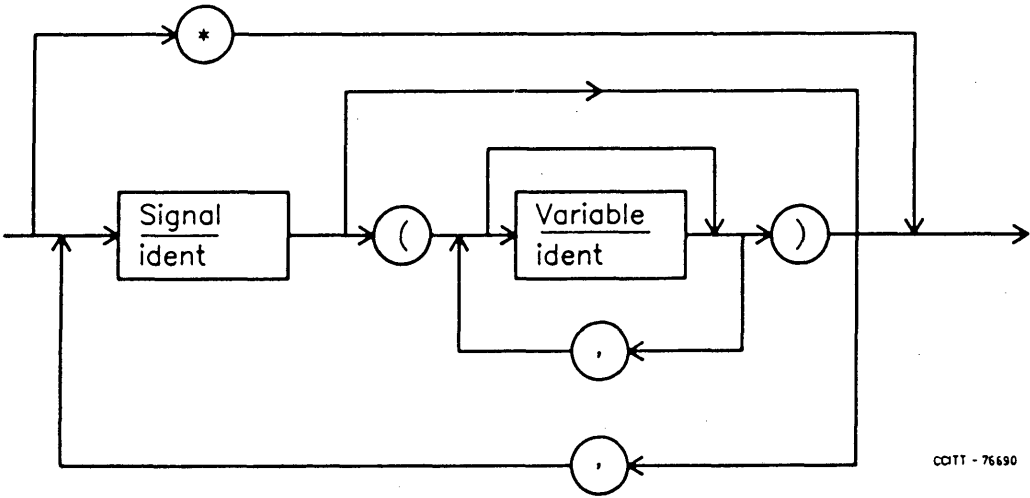 *
Signal
ident
(
Variable
ident
)
,
,
CCITT - 76690